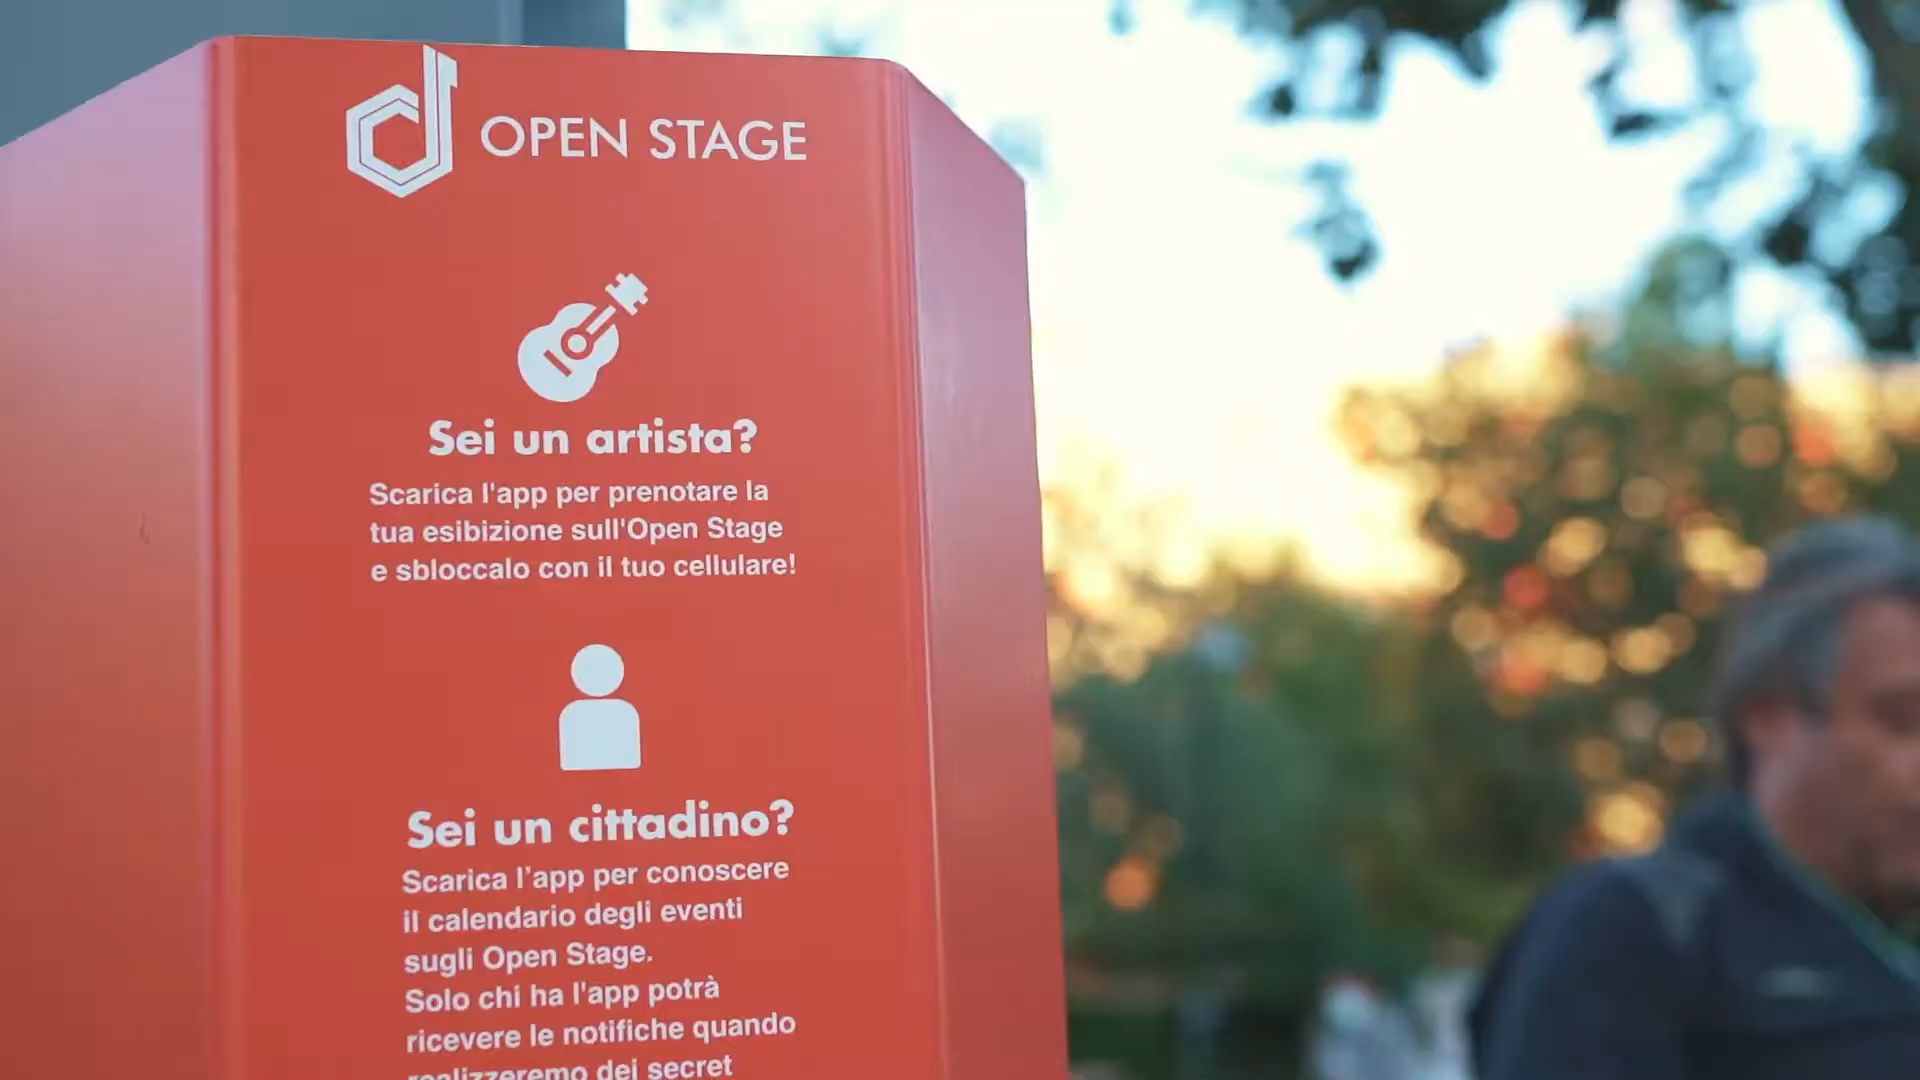 OPEN STAGE
Sei un artista?
Scarica l'app per prenotare la
tua esibizione sull'Open Stage
e sbloccalo con il tuo cellulare!
Sei un cittadino?
Scarica l'app per conoscere
il calendario degli eventi
sugli Open Stage.
Solo chi ha l'app potrà
ricevere le notifiche quando
realizzeremo dei secret